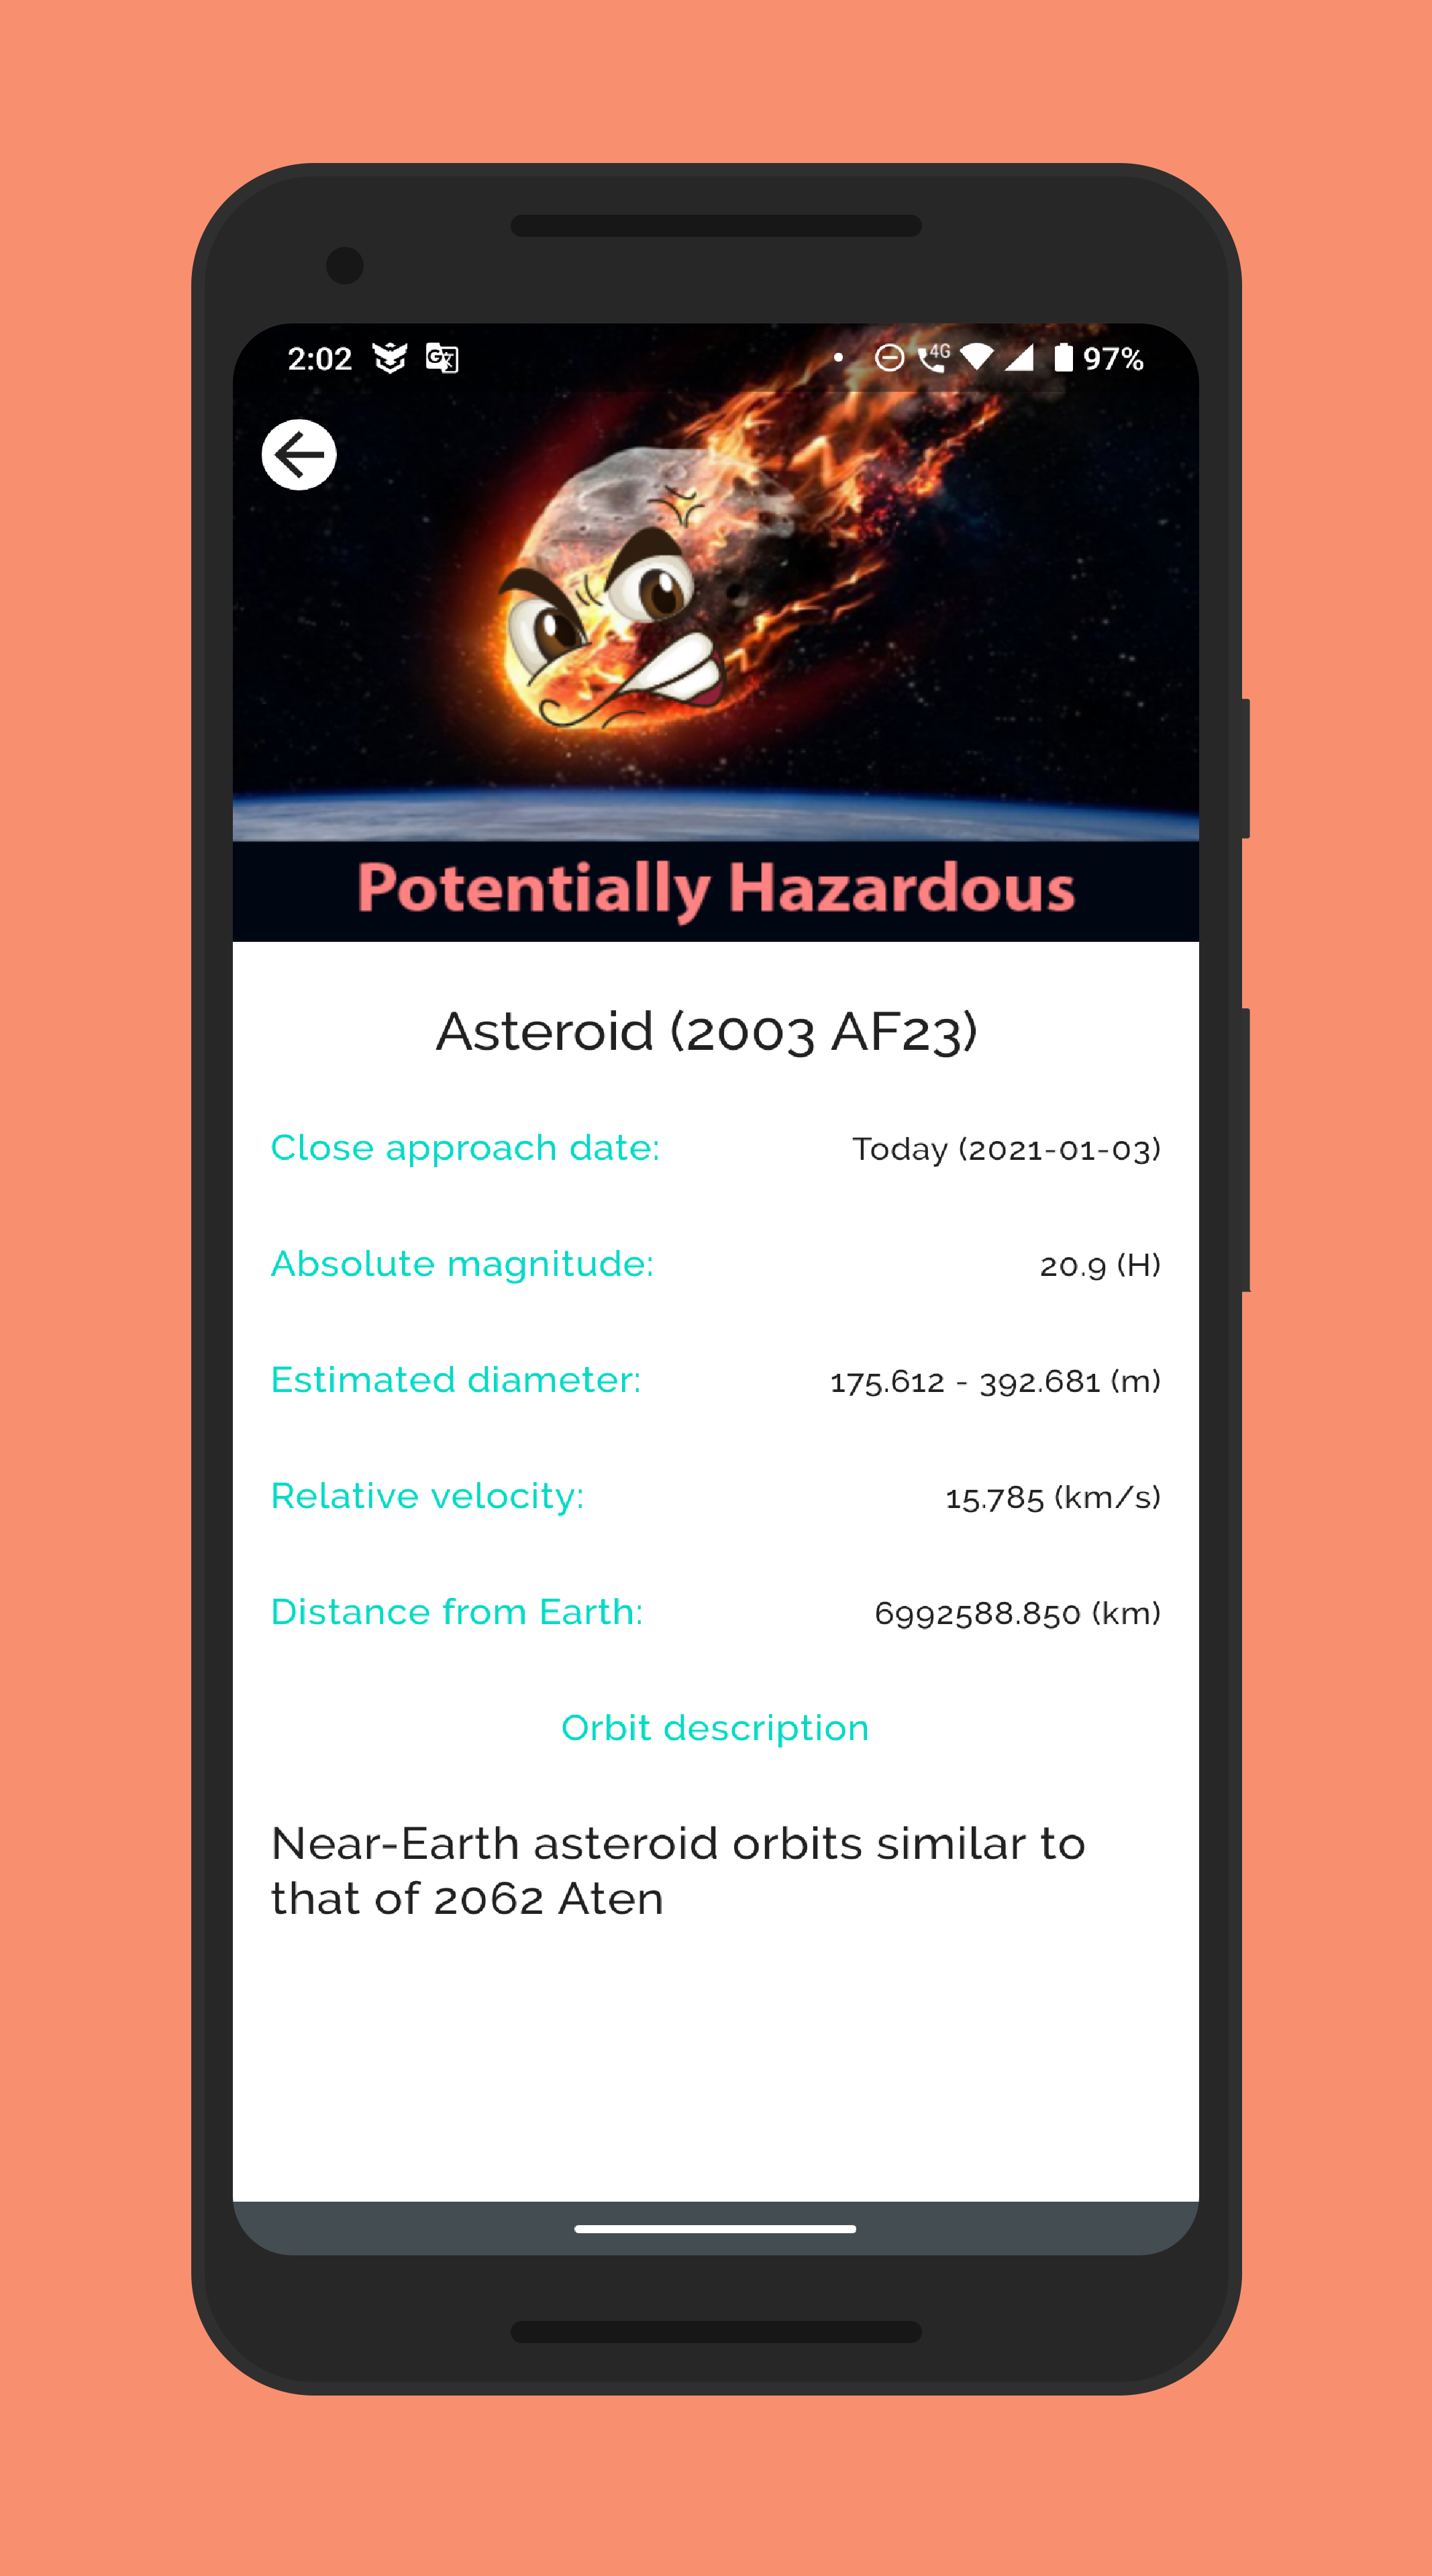 2:02 4G 97%
Potentially Hazardous
Asteroid (2003 AF23)
Close approach date: Today (2021-01-03)
Absolute magnitude: 20.9 (H)
Estimated diameter: 175.612 - 392.681 (m)
Relative velocity: 15.785 (km/s)
Distance from Earth: 6992588.850 (km)
Orbit description
Near-Earth asteroid orbits similar to
that of 2062 Aten